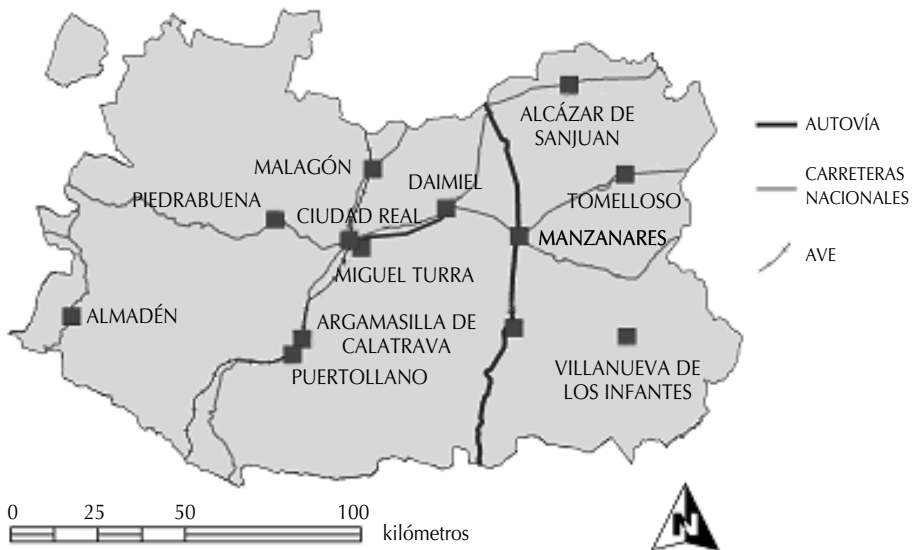 ALCÁZAR DE
SANJUAN
MALAGÓN
DAIMIEL
PIEDRABUENA
CIUDAD REAL
TOMELLOSO
MANZANARES
MIGUEL TURRA
ALMADÉN
ARGAMASILLA DE
CALATRAVA
PUERTOLLANO
VILLANUEVA DE
LOS INFANTES
AUTOVÍA
CARRETERAS
NACIONALES
AVE
0 25 50 100
kilómetros
N